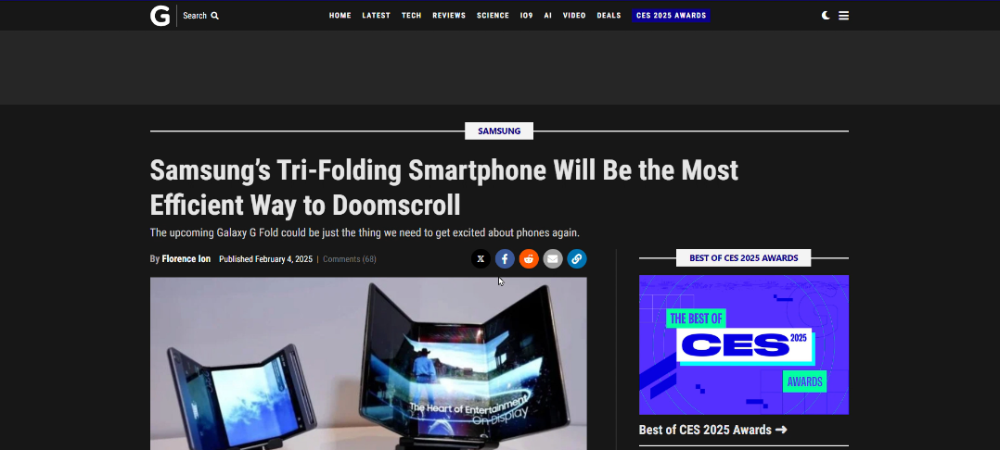 G
Search
HOME LATEST TECH REVIEWS SCIENCE IO9 AI VIDEO DEALS CES 2025 AWARDS
SAMSUNG
Samsung's Tri-Folding Smartphone Will Be the Most
Efficient Way to Doomscroll
The upcoming Galaxy G Fold could be just the thing we need to get excited about phones again.
By Florence Ion Published February 4, 2025 | Comments (68)
The Heart of Entertainment
On Display
BEST OF CES 2025 AWARDS
THE BEST OF
CES 2025
AWARDS
Best of CES 2025 Awards →